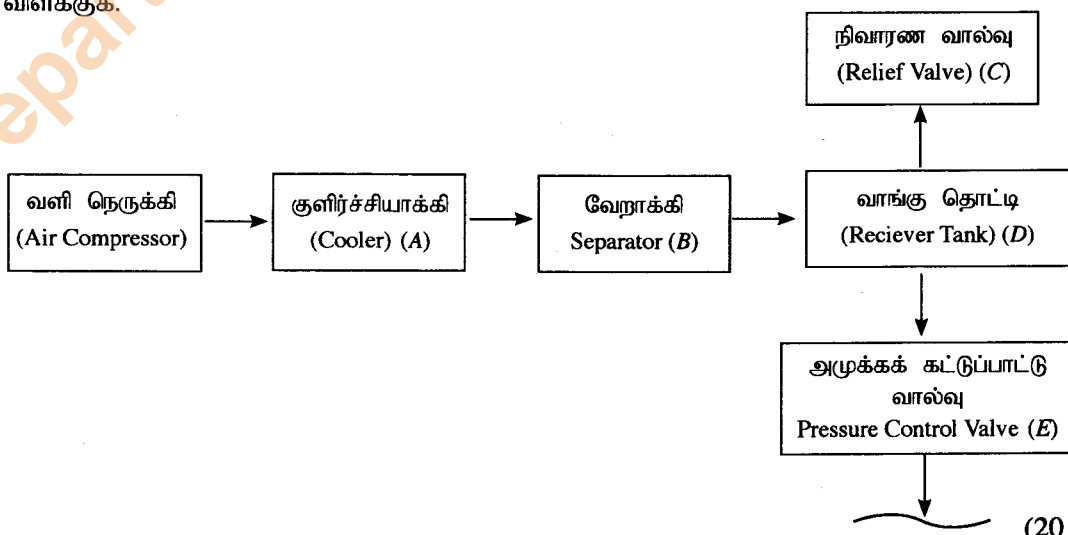 விளக்குக.
நிவாரண வால்வு
(Relief Valve) (C)
வளி நெருக்கி
(Air Compressor)
குளிர்ச்சியாக்கி
(Cooler) (A)
வேறாக்கி
Separator (B)
வாங்கு தொட்டி
(Reciever Tank) (D)
அமுக்கக் கட்டுப்பாட்டு
வால்வு
Pressure Control Valve (E)
(20